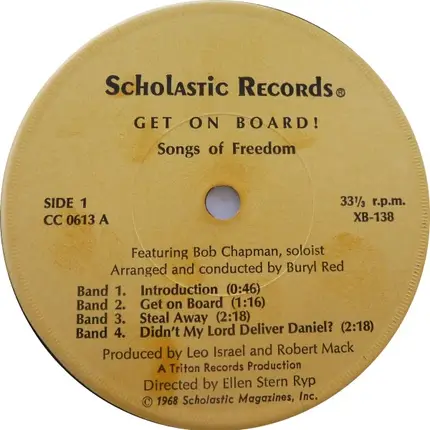 Scholastic Records®
GET ON BOARD!
Songs of Freedom
SIDE 1 33⅓ r.p.m.
CC 0613 A XB-138
Featuring Bob Chapman, soloist
Arranged and conducted by Buryl Red
Band 1. Introduction (0:46)
Band 2. Get on Board (1:16)
Band 3. Steal Away (2:18)
Band 4. Didn't My Lord Deliver Daniel? (2:18)
Produced by Leo Israel and Robert Mack
A Triton Records Production
Directed by Ellen Stern Ryp
© 1968 Scholastic Magazines, Inc.